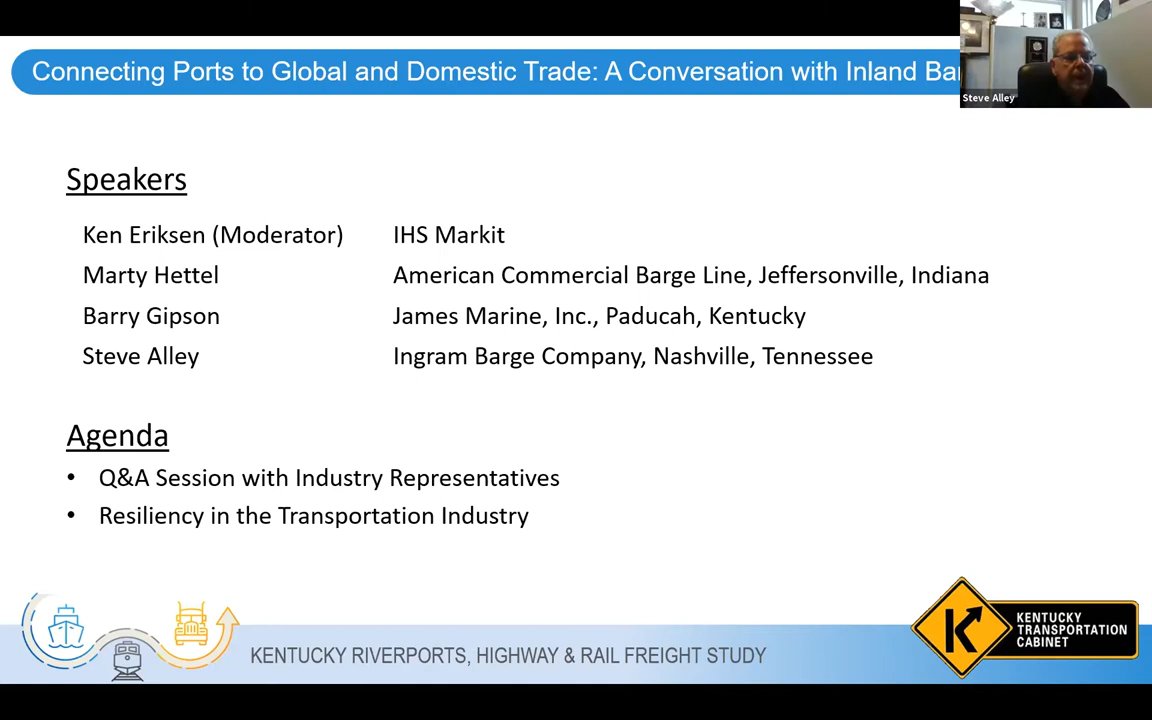 Connecting Ports to Global and Domestic Trade: A Conversation with Inland
Steve Alley
Speakers
Ken Eriksen (Moderator) IHS Markit
Marty Hettel American Commercial Barge Line, Jeffersonville, Indiana
Barry Gipson James Marine, Inc., Paducah, Kentucky
Steve Alley Ingram Barge Company, Nashville, Tennessee
Agenda
• Q&A Session with Industry Representatives
• Resiliency in the Transportation Industry
KENTUCKY RIVERPORTS, HIGHWAY & RAIL FREIGHT STUDY
K
KENTUCKY
TRANSPORTATION
CABINET